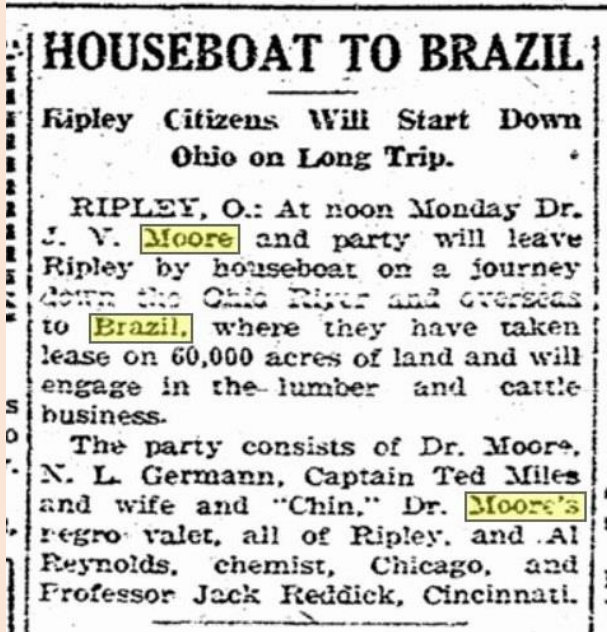 HOUSEBOAT TO BRAZIL
Ripley Citizens Will Start Down
Ohio on Long Trip.
RIPLEY, O.: At noon Monday Dr.
J. V. Moore and party will leave
Ripley by houseboat on a journey
down the Ohio River and overseas
to Brazil, where they have taken
lease on 60,000 acres of land and will
engage in the lumber and cattle
business.
The party consists of Dr. Moore,
N. L. Germann, Captain Ted Miles
and wife and "Chin," Dr. Moore's
negro valet, all of Ripley, and Al
Reynolds, chemist, Chicago, and
Professor Jack Reddick, Cincinnati.